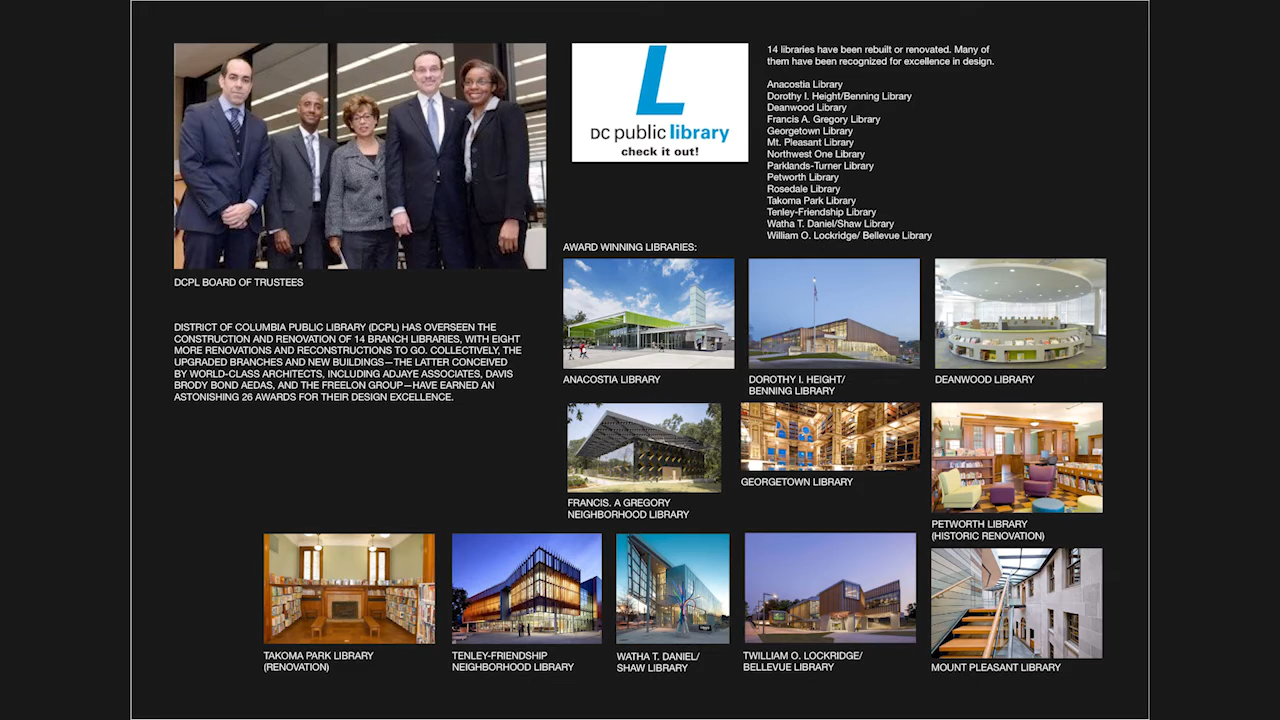 DCPL BOARD OF TRUSTEES
DISTRICT OF COLUMBIA PUBLIC LIBRARY (DCPL) HAS OVERSEEN THE
CONSTRUCTION AND RENOVATION OF 14 BRANCH LIBRARIES, WITH EIGHT
MORE RENOVATIONS AND RECONSTRUCTIONS TO GO. COLLECTIVELY, THE
UPGRADED BRANCHES AND NEW BUILDINGS—THE LATTER CONCEIVED
BY WORLD-CLASS ARCHITECTS, INCLUDING ADJAYE ASSOCIATES, DAVIS
BRODY BOND AEDAS, AND THE FREELON GROUP—HAVE EARNED AN
ASTONISHING 26 AWARDS FOR THEIR DESIGN EXCELLENCE.
L
DC public library
check it out!
14 libraries have been rebuilt or renovated. Many of
them have been recognized for excellence in design.
Anacostia Library
Dorothy I. Height/Benning Library
Deanwood Library
Francis A. Gregory Library
Georgetown Library
Mt. Pleasant Library
Northwest One Library
Parklands-Turner Library
Petworth Library
Rosedale Library
Takoma Park Library
Tenley-Friendship Library
Watha T. Daniel/Shaw Library
William O. Lockridge/ Bellevue Library
AWARD WINNING LIBRARIES:
ANACOSTIA LIBRARY
DOROTHY I. HEIGHT/
BENNING LIBRARY
DEANWOOD LIBRARY
FRANCIS. A GREGORY
NEIGHBORHOOD LIBRARY
GEORGETOWN LIBRARY
PETWORTH LIBRARY
(HISTORIC RENOVATION)
TAKOMA PARK LIBRARY
(RENOVATION)
TENLEY-FRIENDSHIP
NEIGHBORHOOD LIBRARY
WATHA T. DANIEL/
SHAW LIBRARY
TWILLIAM O. LOCKRIDGE/
BELLEVUE LIBRARY
MOUNT PLEASANT LIBRARY